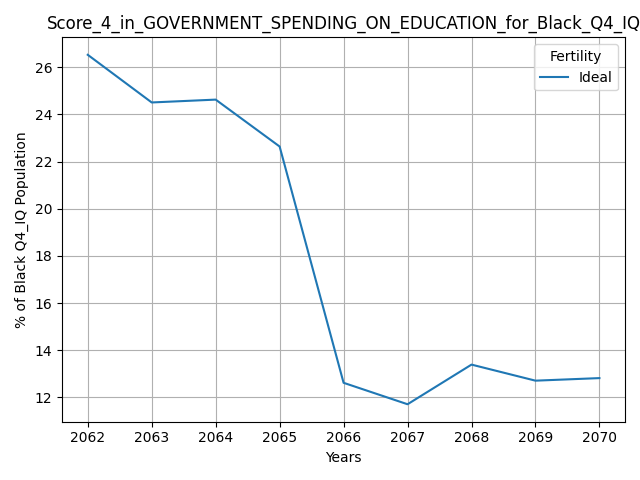 Score_4_in_GOVERNMENT_SPENDING_ON_EDUCATION_for_Black_Q4_IQ
Fertility
Ideal
% of Black Q4_IQ Population
26
24
22
20
18
16
14
12
2062 2063 2064 2065 2066 2067 2068 2069 2070
Years